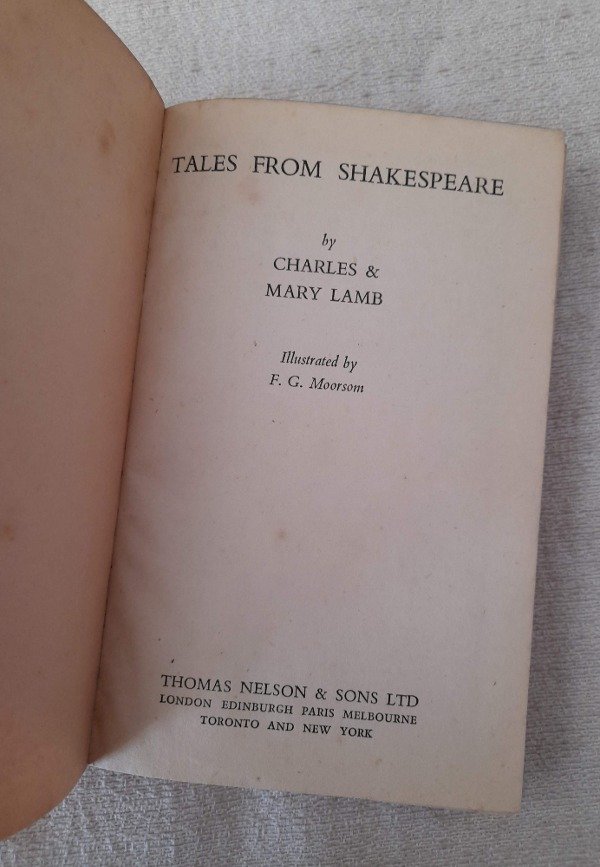 TALES FROM SHAKESPEARE
by
CHARLES &
MARY LAMB
Illustrated by
F. G. Moorsom
THOMAS NELSON & SONS LTD
LONDON EDINBURGH PARIS MELBOURNE
TORONTO AND NEW YORK